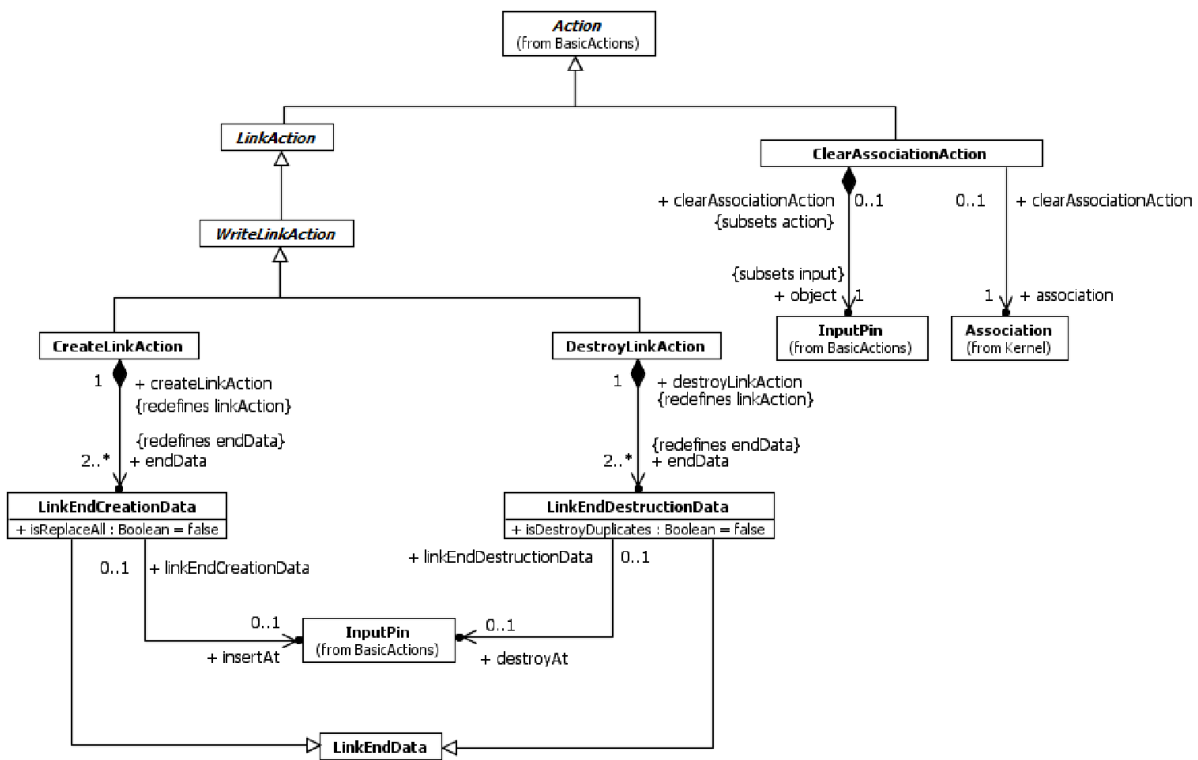 Action
(from BasicActions)
LinkAction
ClearAssociationAction
+ clearAssociationAction
0..1
0..1
+ clearAssociationAction
{subsets action}
WriteLinkAction
{subsets input}
+ object
1
1
+ association
InputPin
(from BasicActions)
Association
(from Kernel)
CreateLinkAction
DestroyLinkAction
1
+ createLinkAction
{redefines linkAction}
1
+ destroyLinkAction
{redefines linkAction}
{redefines endData}
2..*
+ endData
{redefines endData}
2..*
+ endData
LinkEndCreationData
+ isReplaceAll : Boolean = false
LinkEndDestructionData
+ isDestroyDuplicates : Boolean = false
0..1
+ linkEndCreationData
+ linkEndDestructionData
0..1
0..1
+ insertAt
InputPin
(from BasicActions)
0..1
+ destroyAt
LinkEndData